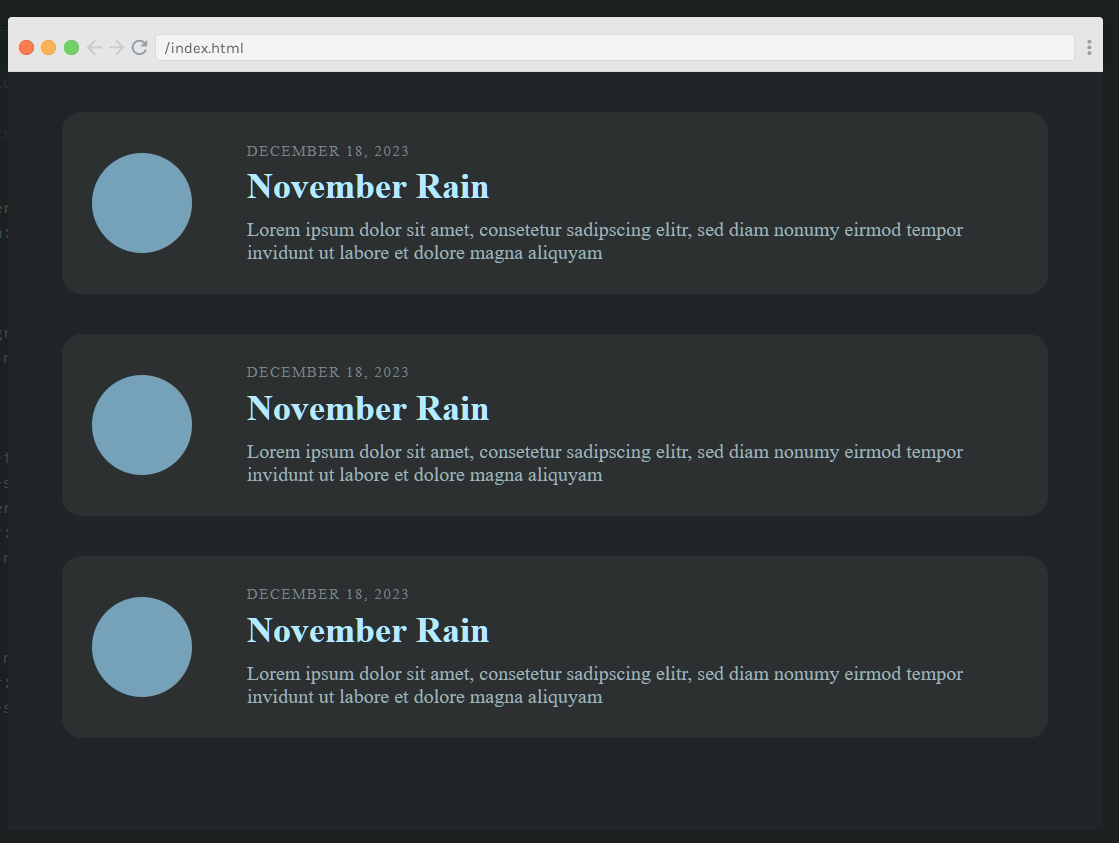 /index.html
DECEMBER 18, 2023
November Rain
Lorem ipsum dolor sit amet, consetetur sadipscing elitr, sed diam nonumy eirmod tempor
invidunt ut labore et dolore magna aliquyam
DECEMBER 18, 2023
November Rain
Lorem ipsum dolor sit amet, consetetur sadipscing elitr, sed diam nonumy eirmod tempor
invidunt ut labore et dolore magna aliquyam
DECEMBER 18, 2023
November Rain
Lorem ipsum dolor sit amet, consetetur sadipscing elitr, sed diam nonumy eirmod tempor
invidunt ut labore et dolore magna aliquyam